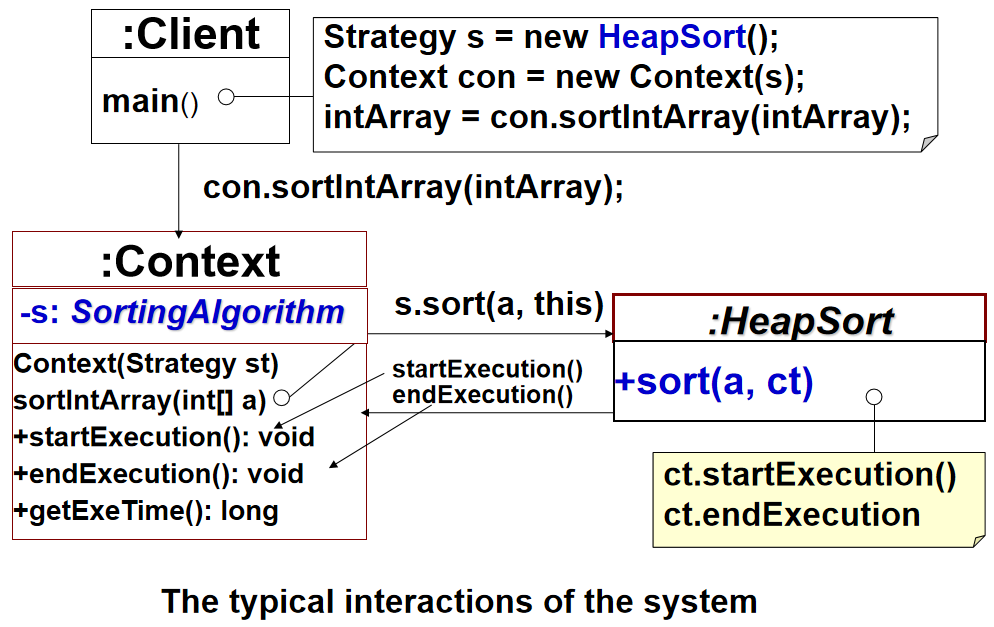 :Client
main()
Strategy s = new HeapSort();
Context con = new Context(s);
intArray = con.sortIntArray(intArray);
con.sortIntArray(intArray);
:Context
-s: SortingAlgorithm
Context(Strategy st)
sortIntArray(int[] a)
+startExecution(): void
+endExecution(): void
+getExeTime(): long
s.sort(a, this)
startExecution()
endExecution()
:HeapSort
+sort(a, ct)
ct.startExecution()
ct.endExecution
The typical interactions of the system